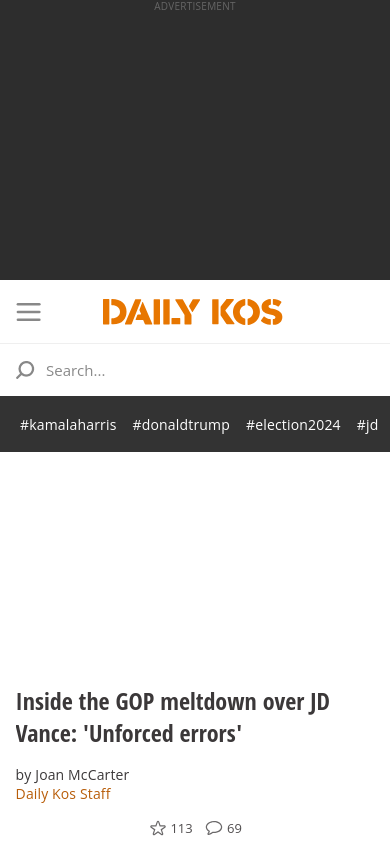 ADVERTISEMENT
DAILY KOS
Search...
#kamalaharris #donaldtrump #election2024 #jd
Inside the GOP meltdown over JD
Vance: 'Unforced errors'
by Joan McCarter
Daily Kos Staff
113 69